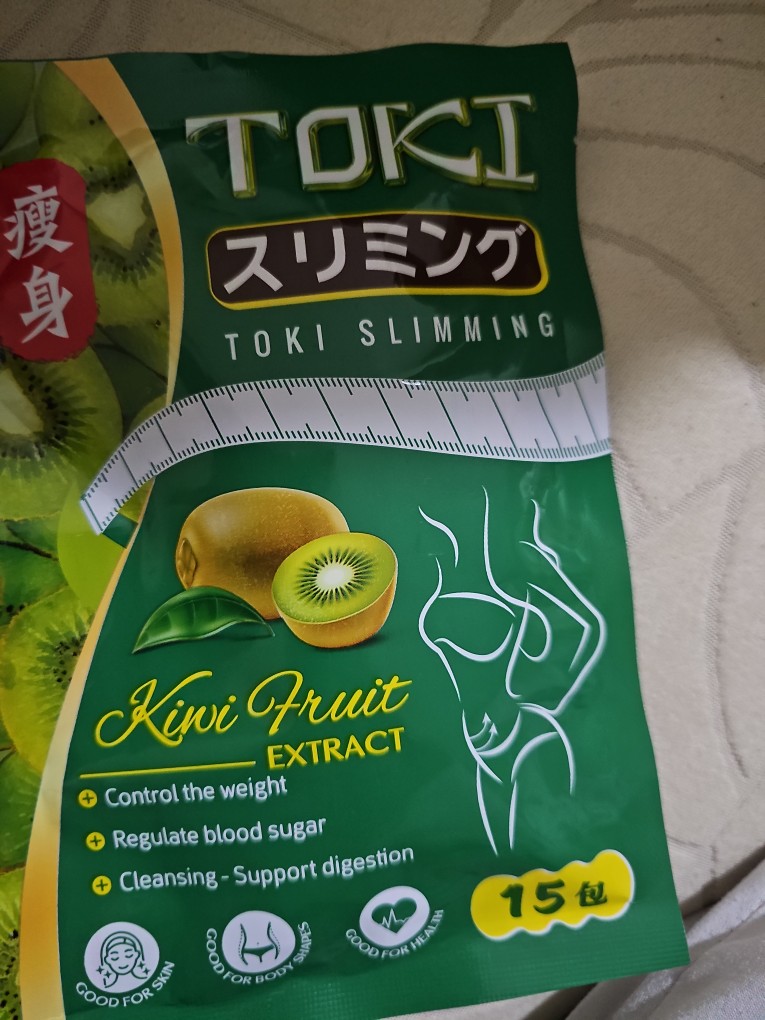 TOKI
スリミング
TOKI SLIMMING
瘦
身
Kiwi Fruit
EXTRACT
Control the weight
Regulate blood sugar
Cleansing - Support digestion
GOOD FOR SKIN
GOOD FOR BODY SHAPES
GOOD FOR HEALTH
15包